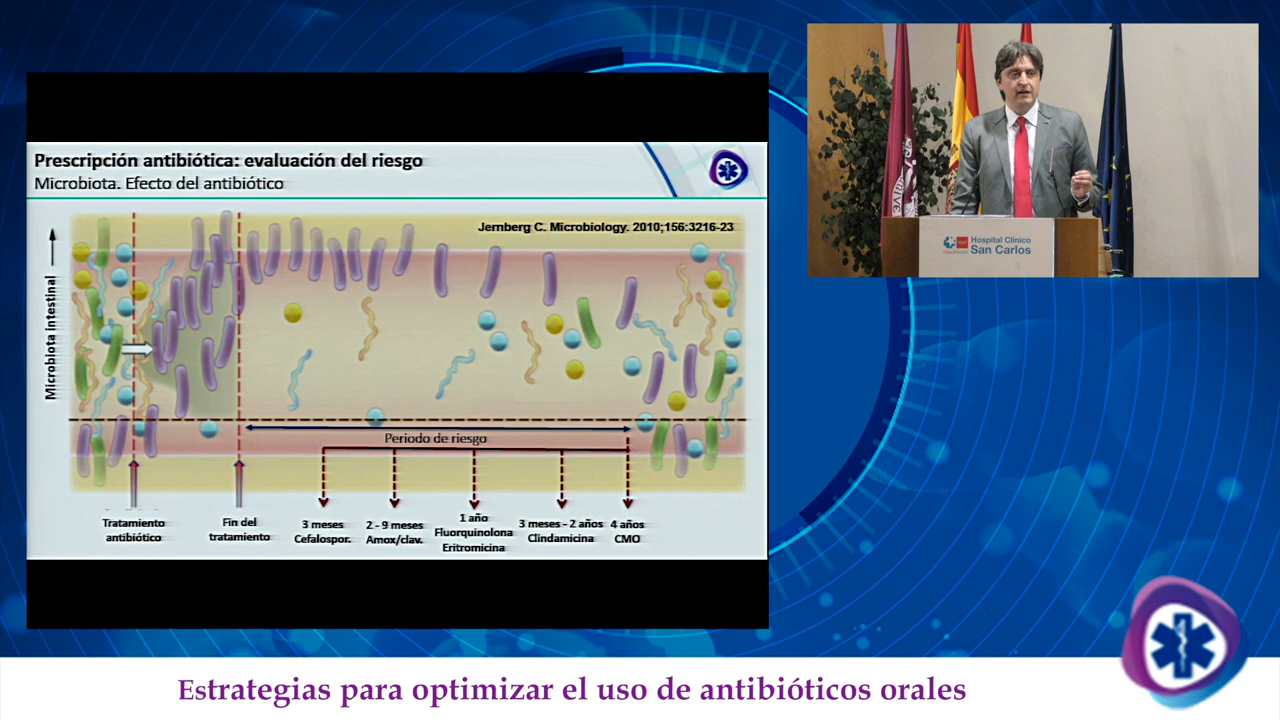 Prescripción antibiótica: evaluación del riesgo
Microbiota. Efecto del antibiótico
Jernberg C. Microbiology. 2010;156:3216-23
Microbiota intestinal
Periodo de riesgo
Tratamiento
antibiótico
Fin del
tratamiento
3 meses
Cefalospor.
2 - 9 meses
Amox/clav.
1 año
Fluorquinolona
Eritromicina
3 meses - 2 años
Clindamicina
4 años
CMO
Hospital Clínico
San Carlos
Estrategias para optimizar el uso de antibióticos orales